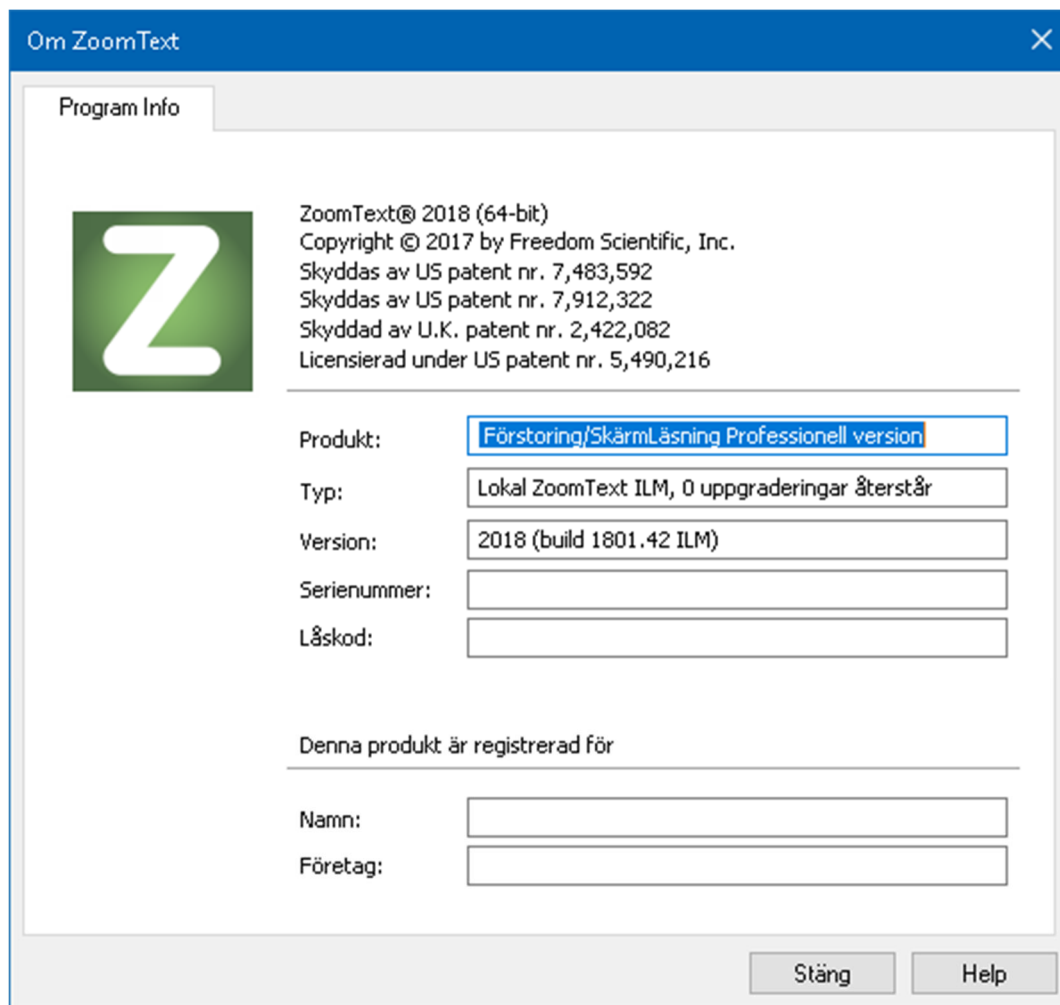 Om ZoomText
Program Info
Z
ZoomText® 2018 (64-bit)
Copyright © 2017 by Freedom Scientific, Inc.
Skyddas av US patent nr. 7,483,592
Skyddas av US patent nr. 7,912,322
Skyddad av U.K. patent nr. 2,422,082
Licensierad under US patent nr. 5,490,216
Produkt: Förstoring/SkärmLäsning Professionell version
Typ: Lokal ZoomText ILM, 0 uppgraderingar återstår
Version: 2018 (build 1801.42 ILM)
Serienummer:
Låskod:
Denna produkt är registrerad för
Namn:
Företag:
Stäng Help